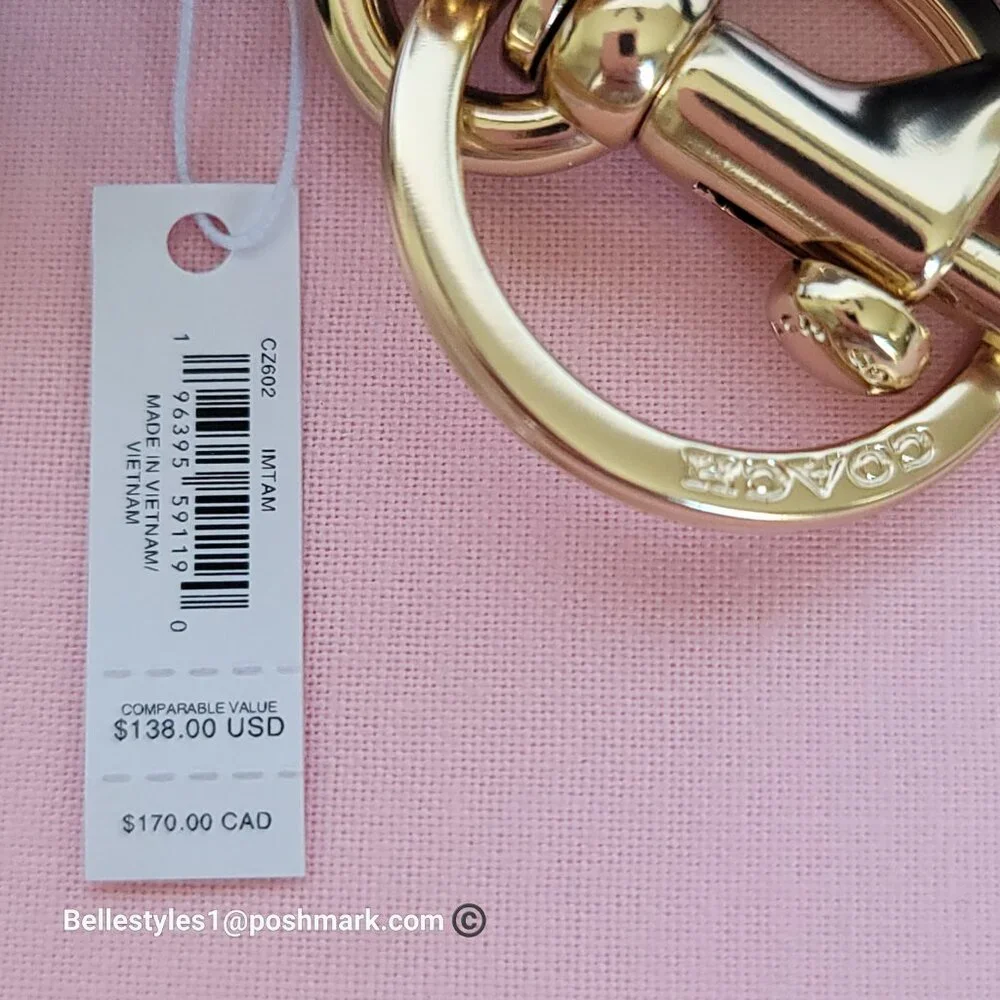 CZ602 IMTAM
1 96395 59119 0
MADE IN VIETNAM/
VIETNAM
COMPARABLE VALUE
$138.00 USD
$170.00 CAD
COACH
Bellestyles1@poshmark.com ©